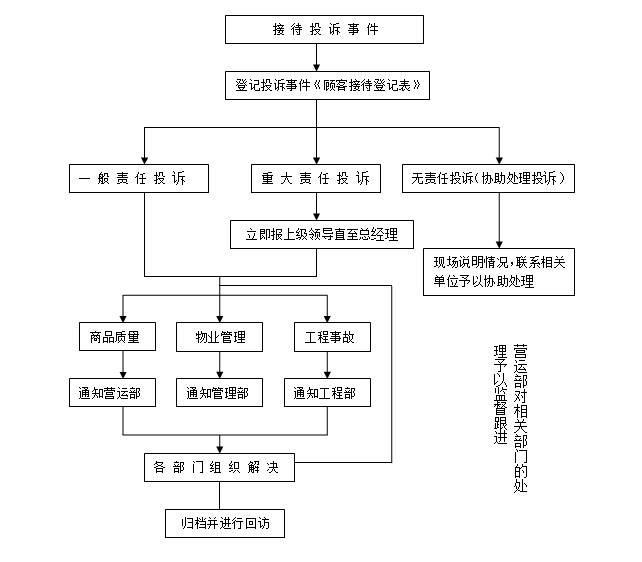 接待投诉事件
登记投诉事件《顾客接待登记表》
一般责任投诉
重大责任投诉
无责任投诉(协助处理投诉)
立即报上级领导直至总经理
现场说明情况,联系相关
单位予以协助处理
商品质量
物业管理
工程事故
通知营运部
通知管理部
通知工程部
营运部对相关部门的处
理予以监督跟进
各部门组织解决
归档并进行回访